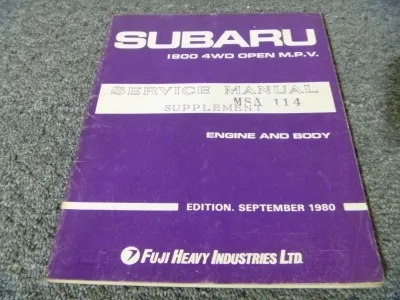 SUBARU
1800 4WD OPEN M.P.V.
SERVICE MANUAL
MSA 114
SUPPLEMENT
ENGINE AND BODY
EDITION. SEPTEMBER 1980
FUJI HEAVY INDUSTRIES LTD.